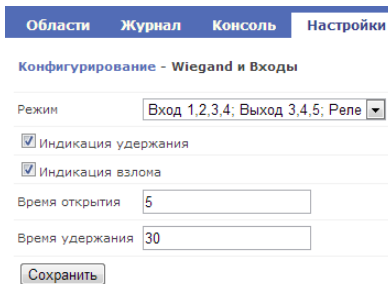 Области Журнал Консоль Настройки
Конфигурирование - Wiegand и Входы
Режим Вход 1,2,3,4; Выход 3,4,5; Реле
Индикация удержания
Индикация взлома
Время открытия 5
Время удержания 30
Сохранить